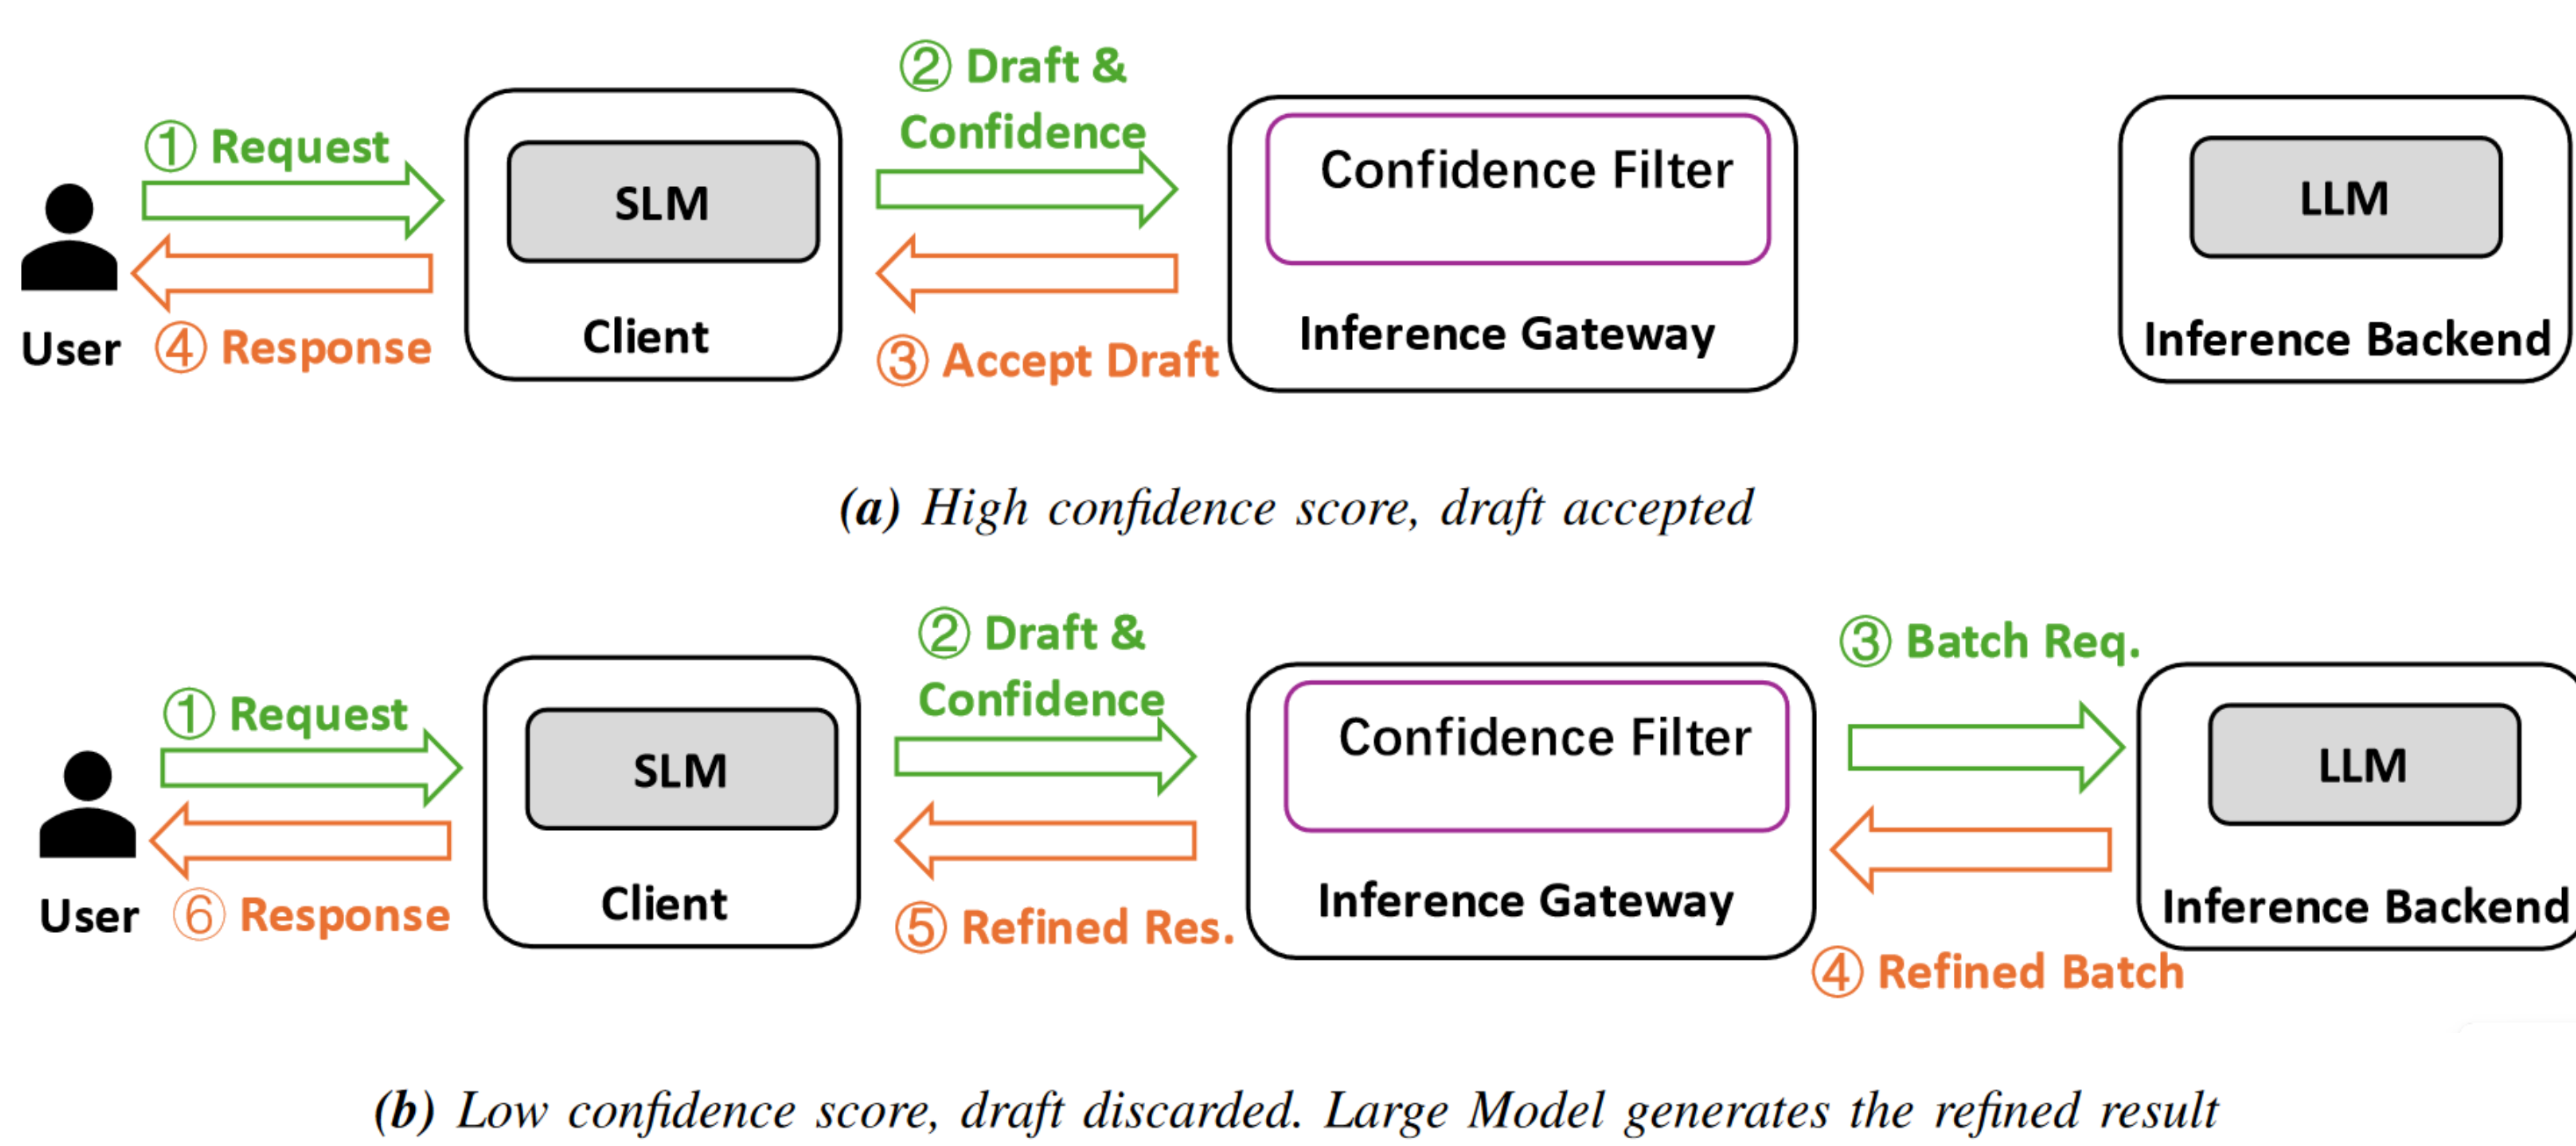 ② Draft &
Confidence
① Request
SLM
Confidence Filter
LLM
User
④ Response
Client
③ Accept Draft
Inference Gateway
Inference Backend
(a) High confidence score, draft accepted
② Draft &
Confidence
③ Batch Req.
① Request
SLM
Confidence Filter
LLM
User
⑥ Response
Client
⑤ Refined Res.
Inference Gateway
Inference Backend
④ Refined Batch
(b) Low confidence score, draft discarded. Large Model generates the refined result